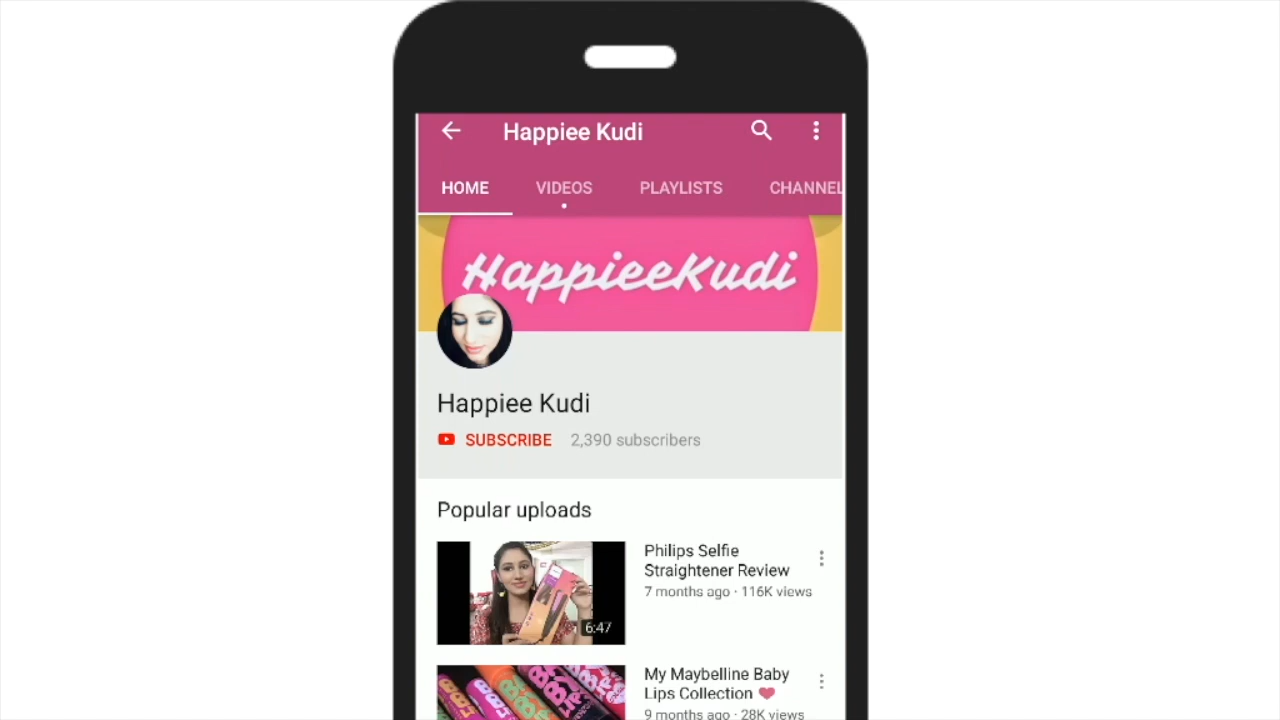 Happiee Kudi
HOME VIDEOS PLAYLISTS CHANNEL
HappieeKudi
Happiee Kudi
SUBSCRIBE 2,390 subscribers
Popular uploads
Philips Selfie
Straightener Review
7 months ago · 116K views
6:47
My Maybelline Baby
Lips Collection ❤
9 months ago · 28K views